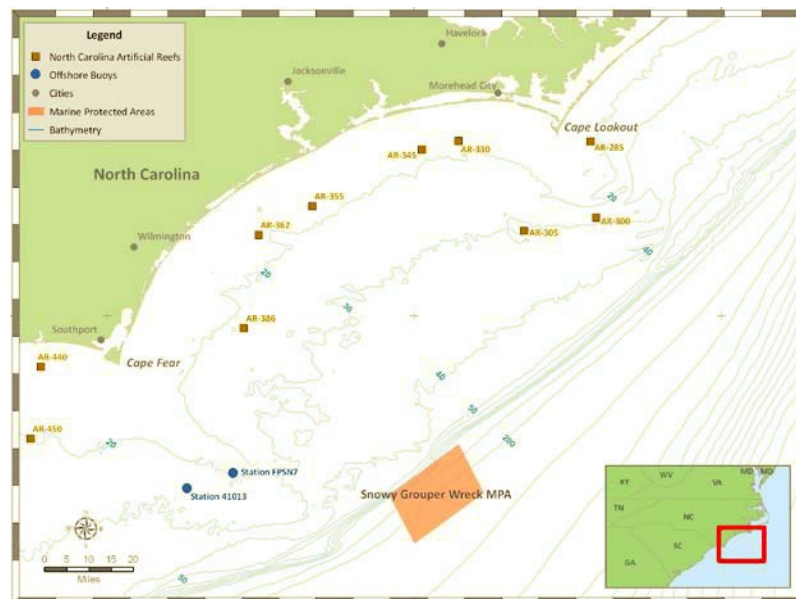 Legend
North Carolina Artificial Reefs
Offshore Buoys
Cities
Marine Protected Areas
Bathymetry
Havelock
Jacksonville
Morehead City
Cape Lookout
AR-345
AR-330
AR-285
North Carolina
AR-355
20
AR-362
AR-305
AR-300
Wilmington
40
20
30
AR-386
Southport
Cape Fear
AR-440
40
50
AR-450
20
200
Station FPSN7
Station 41013
Snowy Grouper Wreck MPA
50
0 5 10 15 20
Miles
KY
WV
MD
MD
VA
TN
NC
SC
GA